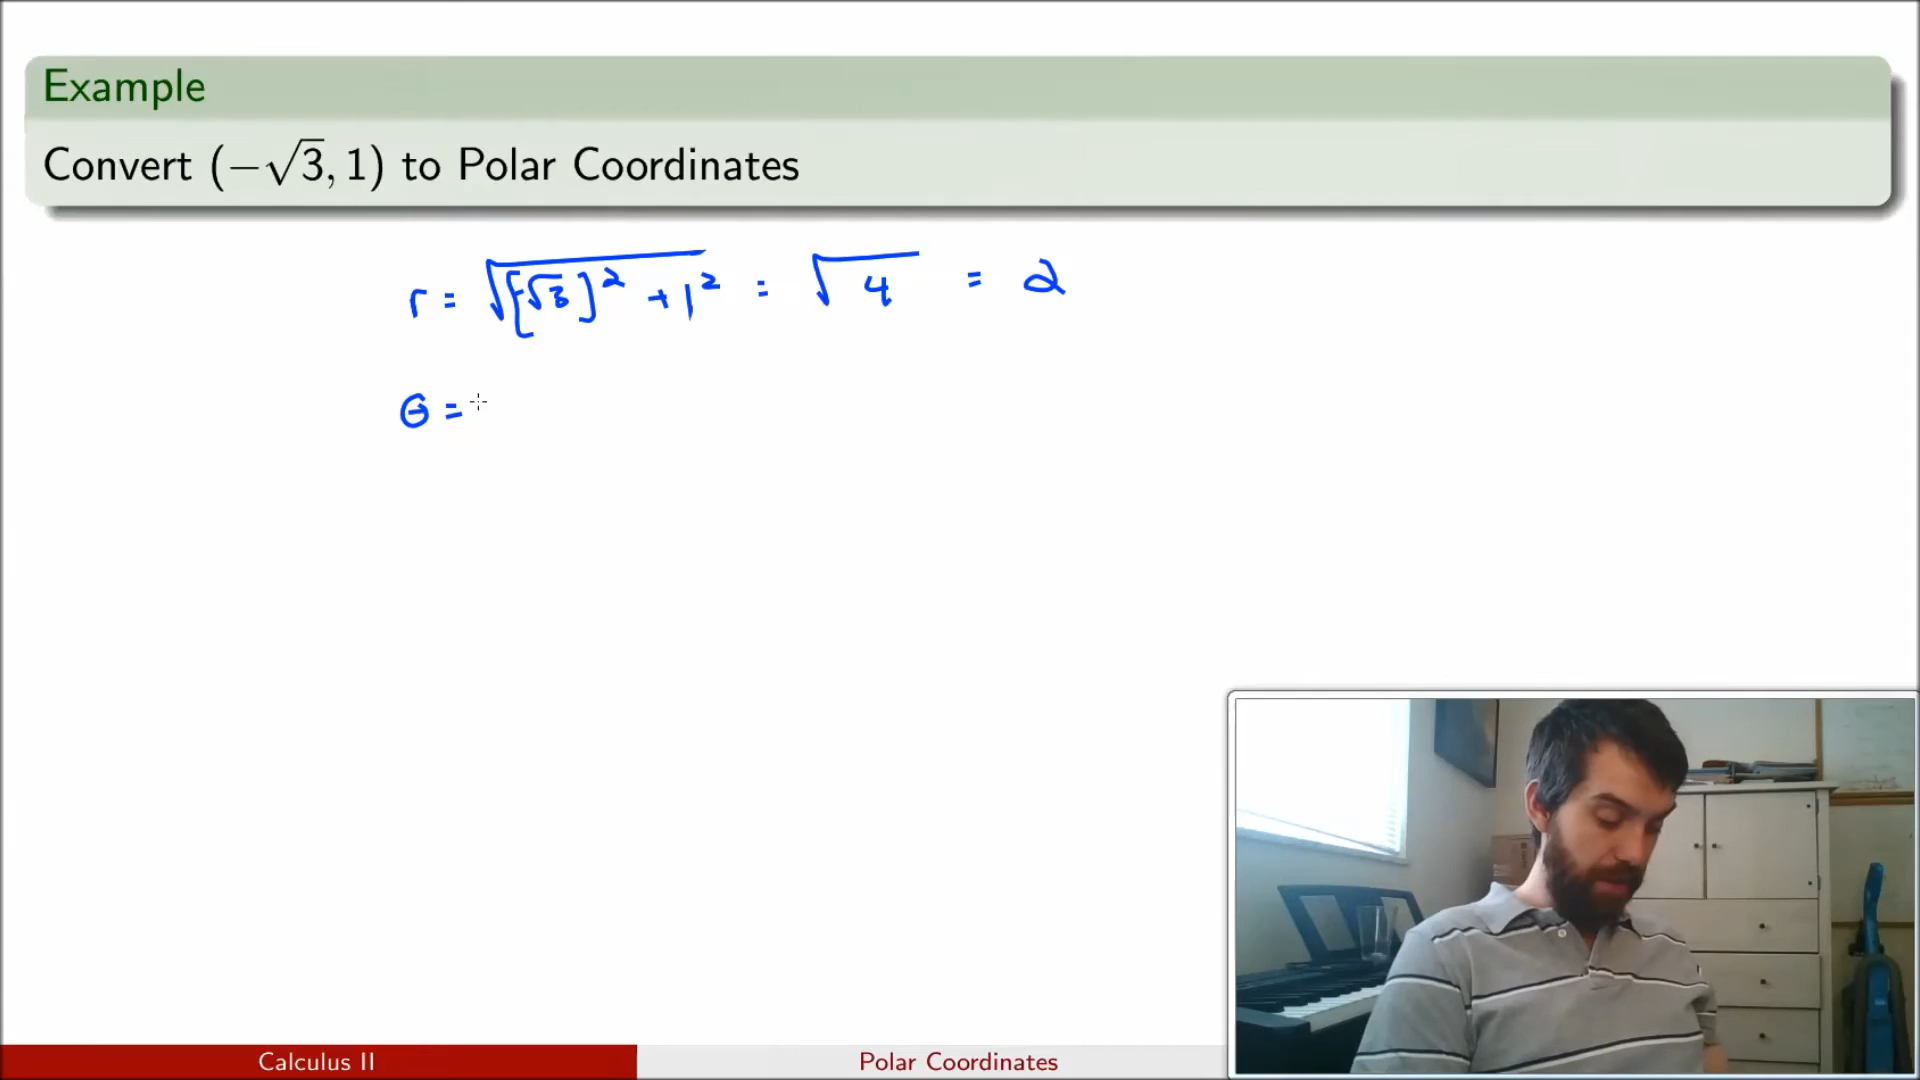 Example
Convert (−√3, 1) to Polar Coordinates
r = √[-√3]² + 1² = √4 = 2
θ =
Calculus II
Polar Coordinates